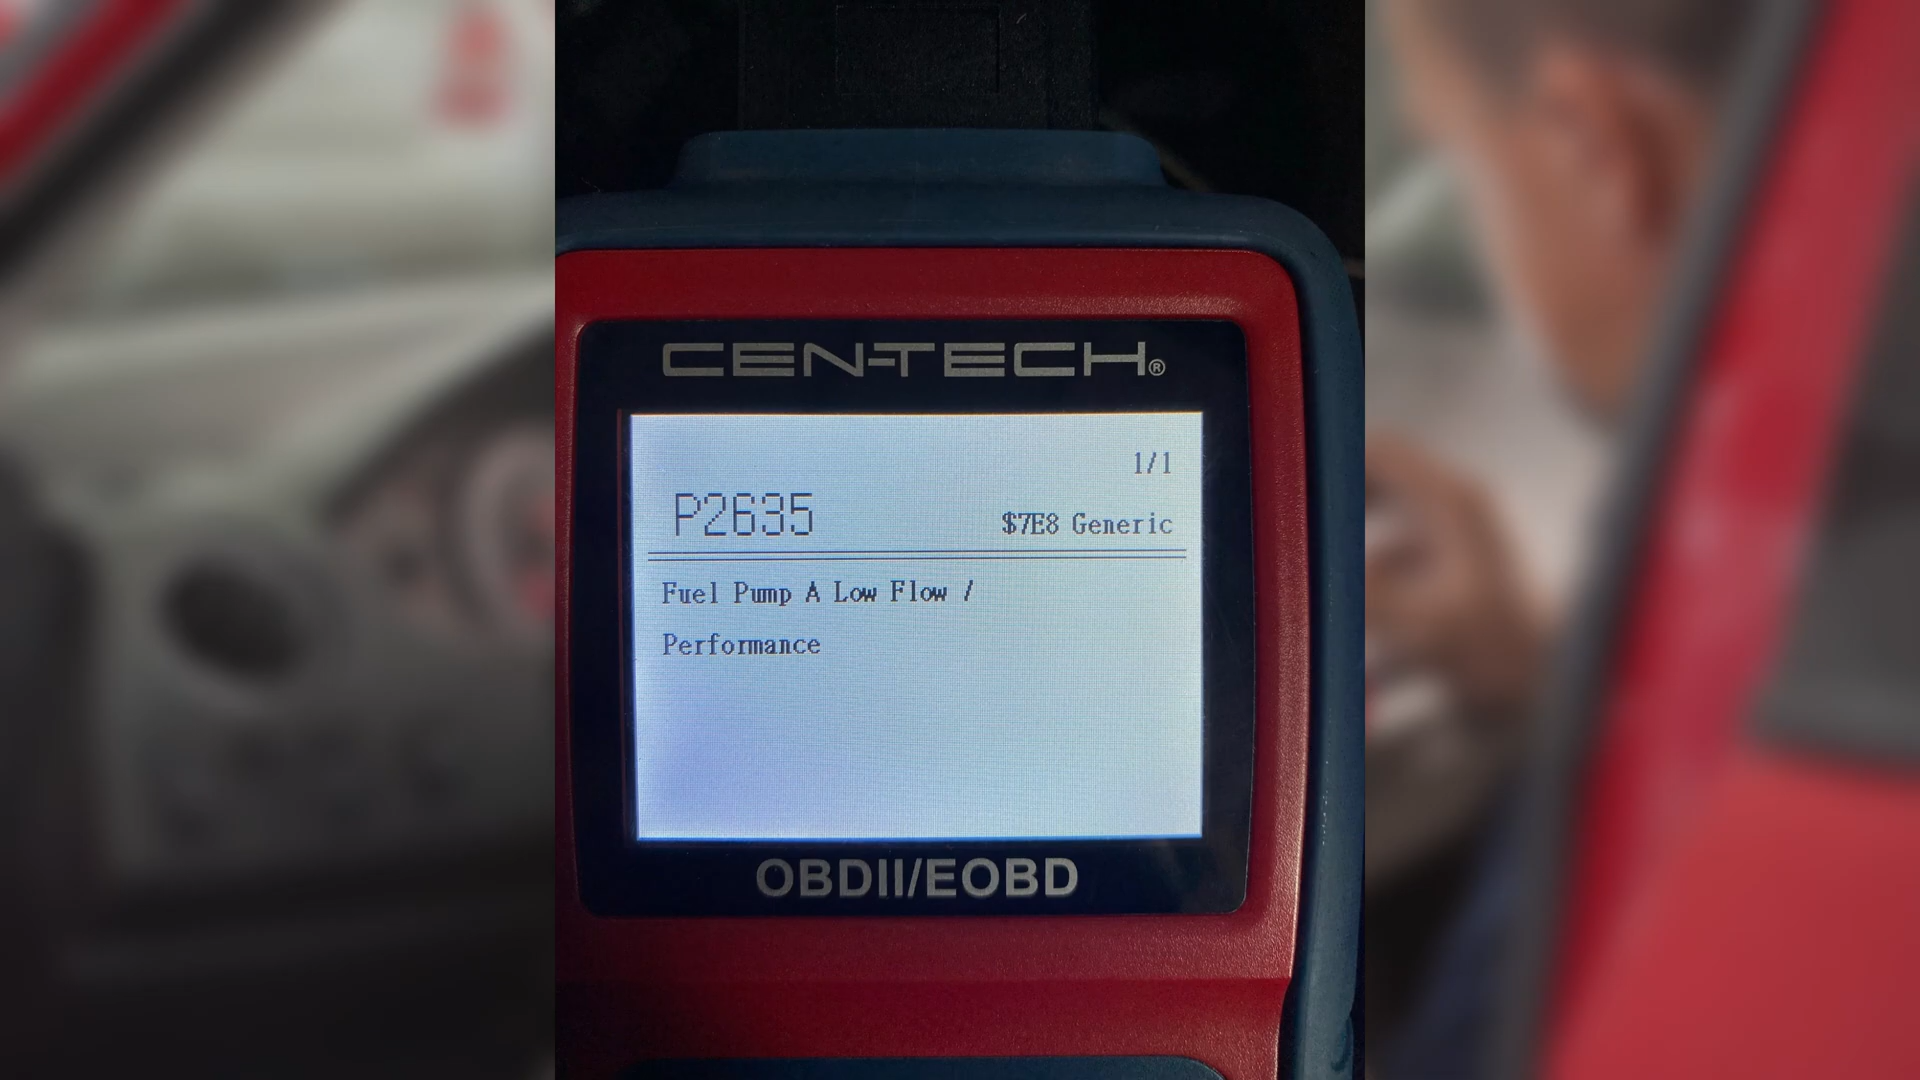 CEN-TECH®
1/1
P2635
$7E8 Generic
Fuel Pump A Low Flow /
Performance
OBDII/EOBD